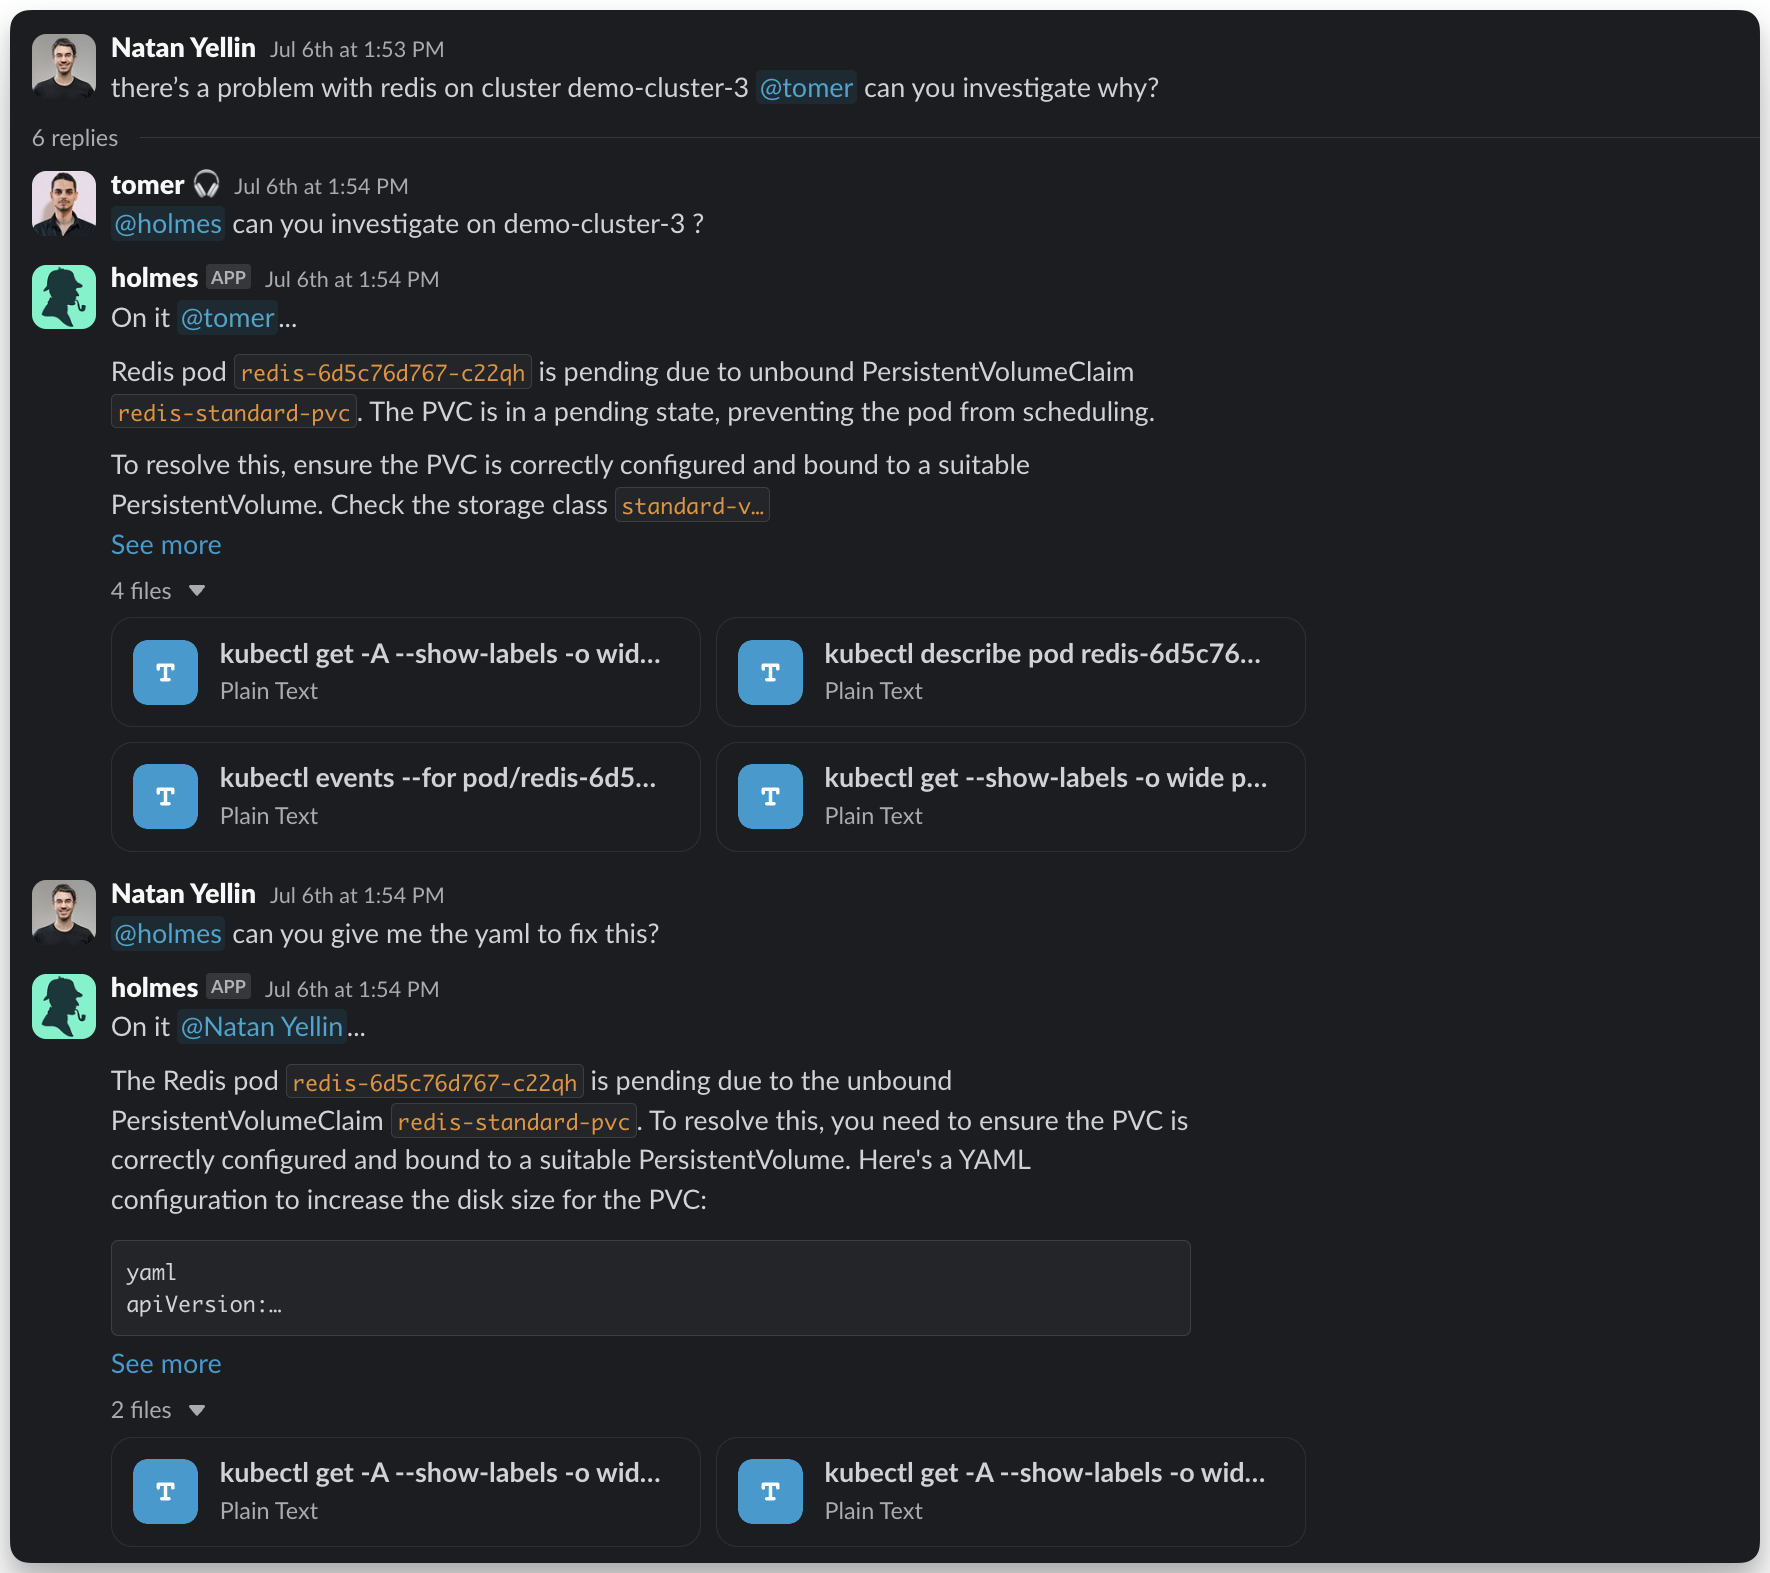 Natan Yellin Jul 6th at 1:53 PM
there’s a problem with redis on cluster demo-cluster-3 @tomer can you investigate why?
6 replies
tomer Jul 6th at 1:54 PM
@holmes can you investigate on demo-cluster-3 ?
holmes APP Jul 6th at 1:54 PM
On it @tomer...
Redis pod redis-6d5c76d767-c22qh is pending due to unbound PersistentVolumeClaim
redis-standard-pvc. The PVC is in a pending state, preventing the pod from scheduling.
To resolve this, ensure the PVC is correctly configured and bound to a suitable
PersistentVolume. Check the storage class standard-v…
See more
4 files
kubectl get -A --show-labels -o wid…
Plain Text
kubectl describe pod redis-6d5c76…
Plain Text
kubectl events --for pod/redis-6d5…
Plain Text
kubectl get --show-labels -o wide p…
Plain Text
Natan Yellin Jul 6th at 1:54 PM
@holmes can you give me the yaml to fix this?
holmes APP Jul 6th at 1:54 PM
On it @Natan Yellin...
The Redis pod redis-6d5c76d767-c22qh is pending due to the unbound
PersistentVolumeClaim redis-standard-pvc. To resolve this, you need to ensure the PVC is
correctly configured and bound to a suitable PersistentVolume. Here's a YAML
configuration to increase the disk size for the PVC:
yaml
apiVersion:…
See more
2 files
kubectl get -A --show-labels -o wid…
Plain Text
kubectl get -A --show-labels -o wid…
Plain Text